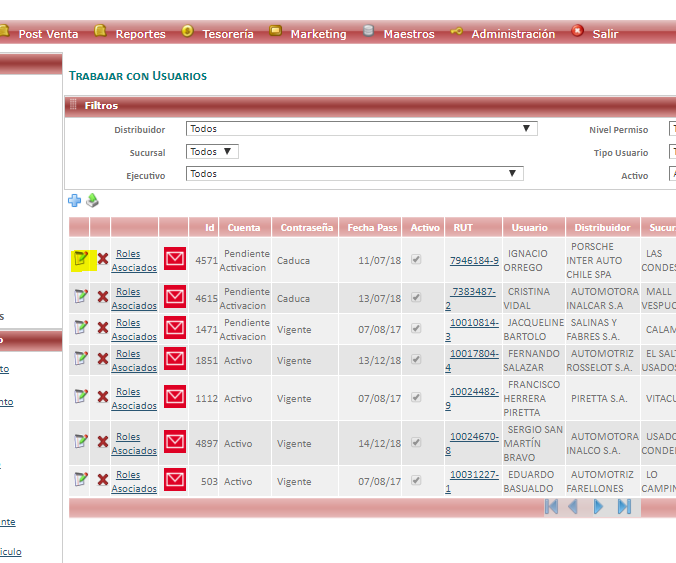 Post Venta Reportes Tesorería Marketing Maestros Administración Salir
TRABAJAR CON USUARIOS
Filtros
Distribuidor Todos Nivel Permiso
Sucursal Todos Tipo Usuario
Ejecutivo Todos Activo
Id Cuenta Contraseña Fecha Pass Activo RUT Usuario Distribuidor Sucur
Roles Asociados 4571 Pendiente Activacion Caduca 11/07/18 7946184-9 IGNACIO ORREGO PORSCHE INTER AUTO CHILE SPA LAS CONDES
Roles Asociados 4615 Pendiente Activacion Caduca 13/07/18 7383487-2 CRISTINA VIDAL AUTOMOTORA INALCAR S.A MALL VESPUC
Roles Asociados 1471 Pendiente Activacion Vigente 07/08/17 10010814-3 JACQUELINE BARTOLO SALINAS Y FABRES S.A. CALAM
Roles Asociados 1851 Activo Vigente 13/12/18 10017804-4 FERNANDO SALAZAR AUTOMOTRIZ ROSSELOT S.A. EL SAL USADOS
Roles Asociados 1112 Activo Vigente 07/08/17 10024482-9 FRANCISCO HERRERA PIRETTA PIRETTA S.A. VITACU
Roles Asociados 4897 Activo Vigente 14/12/18 10024670-8 SERGIO SAN MARTÍN BRAVO AUTOMOTORA INALCO S.A. USADO CONDE
Roles Asociados 503 Activo Vigente 07/08/17 10031227-1 EDUARDO BASUALDO AUTOMOTRIZ FARELLONES LO CAMPIN
s
o
to
nto
nte
iculo